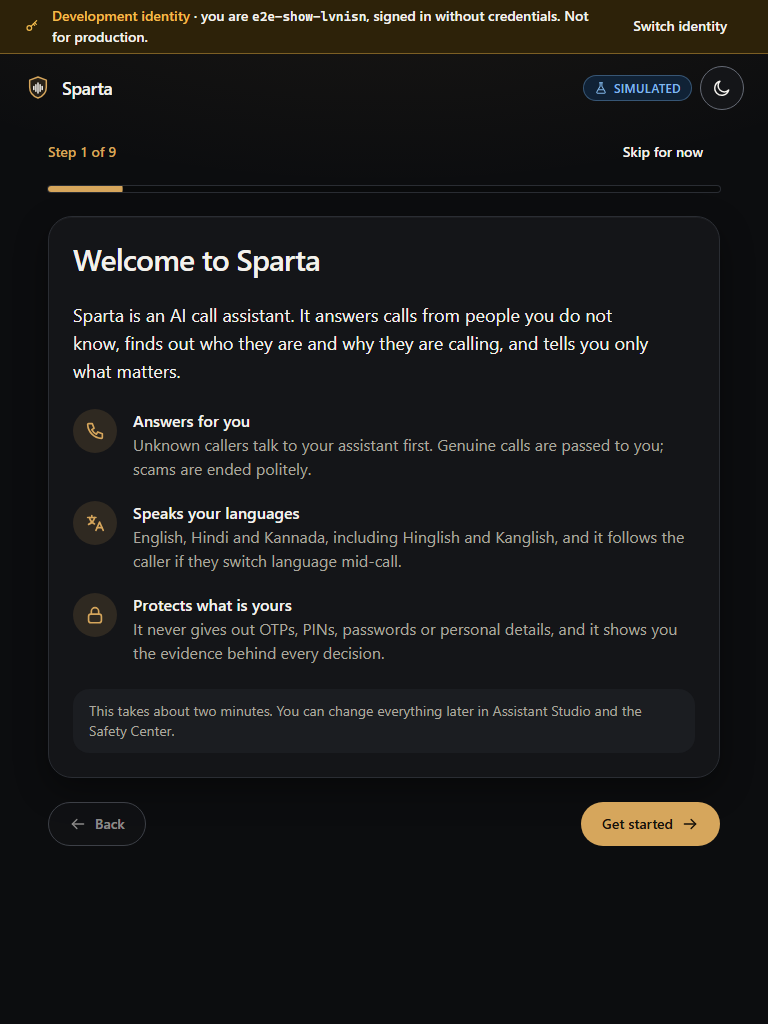 Development identity · you are e2e-show-lvnisn, signed in without credentials. Not
for production.
Switch identity
Sparta
SIMULATED
Step 1 of 9
Skip for now
Welcome to Sparta
Sparta is an AI call assistant. It answers calls from people you do not
know, finds out who they are and why they are calling, and tells you only
what matters.
Answers for you
Unknown callers talk to your assistant first. Genuine calls are passed to you;
scams are ended politely.
Speaks your languages
English, Hindi and Kannada, including Hinglish and Kanglish, and it follows the
caller if they switch language mid-call.
Protects what is yours
It never gives out OTPs, PINs, passwords or personal details, and it shows you
the evidence behind every decision.
This takes about two minutes. You can change everything later in Assistant Studio and the
Safety Center.
Back
Get started